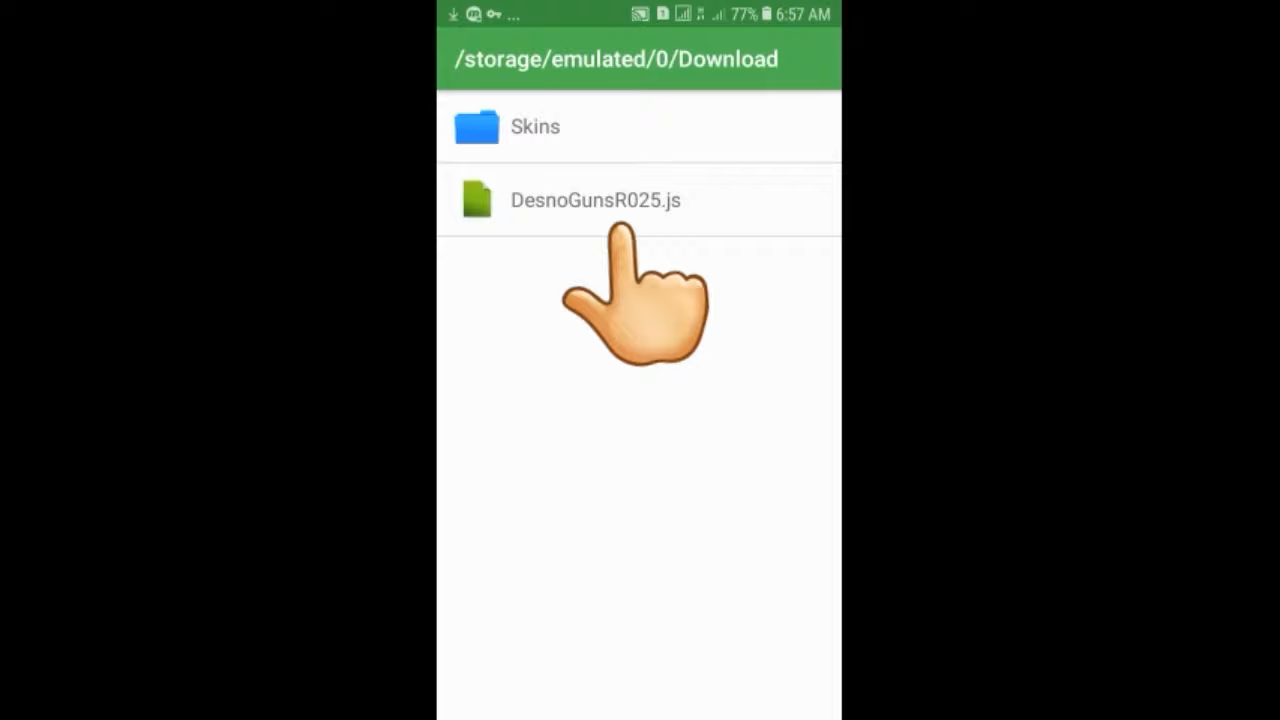 ... 77% 6:57 AM
/storage/emulated/0/Download
Skins
DesnoGunsR025.js